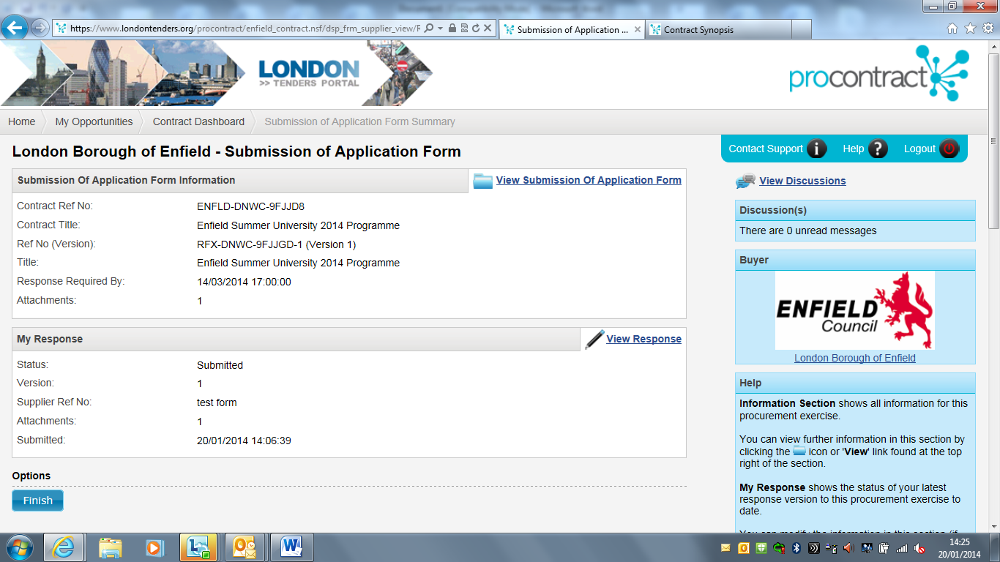 https://www.londontenders.org/procontract/enfield_contract.nsf/dsp_frm_supplier_view/R
Submission of Application ...
Contract Synopsis
LONDON
>> TENDERS PORTAL
procontract
Home
My Opportunities
Contract Dashboard
Submission of Application Form Summary
London Borough of Enfield - Submission of Application Form
Contact Support
Help
Logout
Submission Of Application Form Information
View Submission Of Application Form
Contract Ref No: ENFLD-DNWC-9FJJD8
Contract Title: Enfield Summer University 2014 Programme
Ref No (Version): RFX-DNWC-9FJJGD-1 (Version 1)
Title: Enfield Summer University 2014 Programme
Response Required By: 14/03/2014 17:00:00
Attachments: 1
My Response
View Response
Status: Submitted
Version: 1
Supplier Ref No: test form
Attachments: 1
Submitted: 20/01/2014 14:06:39
Options
Finish
View Discussions
Discussion(s)
There are 0 unread messages
Buyer
ENFIELD
Council
London Borough of Enfield
Help
Information Section shows all information for this
procurement exercise.
You can view further information in this section by
clicking the icon or 'View' link found at the top
right of the section.
My Response shows the status of your latest
response version to this procurement exercise to
date.
You can modify the information in this section (if
14:25
20/01/2014